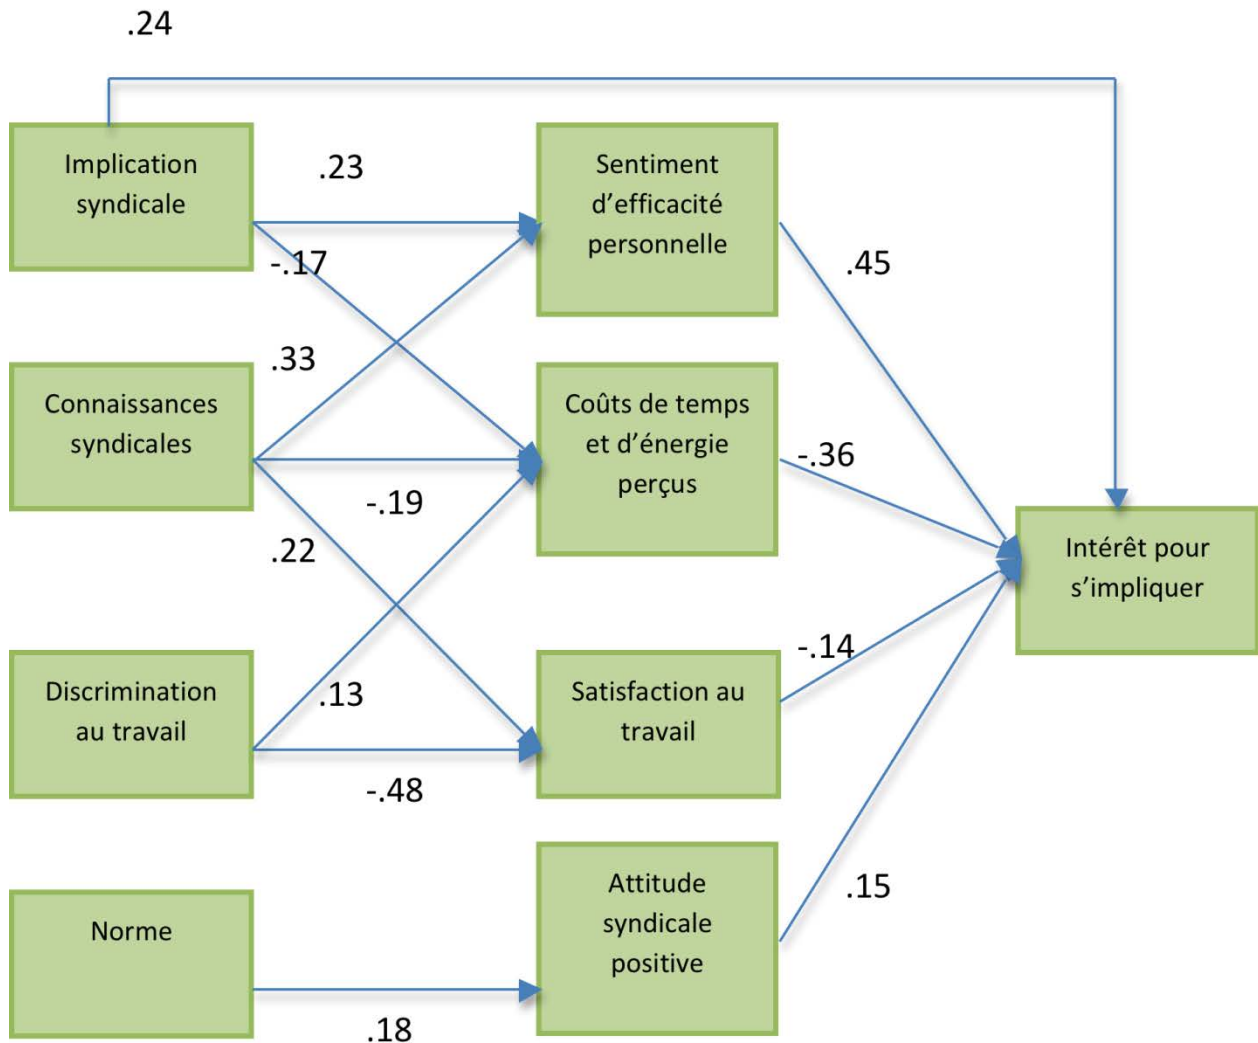 .24
Implication
syndicale
.23
Sentiment
d’efficacité
personnelle
-.17
.45
.33
Connaissances
syndicales
Coûts de temps
et d’énergie
perçus
-.36
-.19
.22
Intérêt pour
s’impliquer
-.14
Discrimination
au travail
.13
Satisfaction au
travail
-.48
Norme
Attitude
syndicale
positive
.15
.18